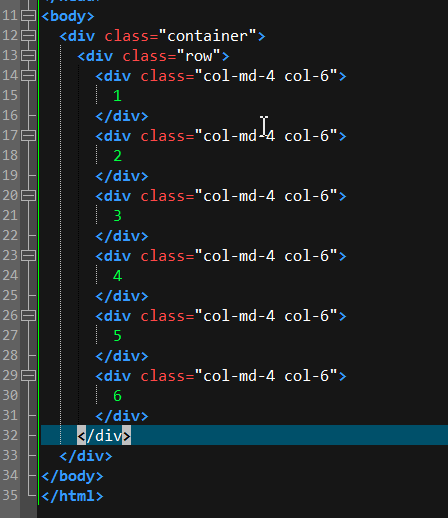 11 <body>
12 <div class="container">
13 <div class="row">
14 <div class="col-md-4 col-6">
15 1
16 </div>
17 <div class="col-md-4 col-6">
18 2
19 </div>
20 <div class="col-md-4 col-6">
21 3
22 </div>
23 <div class="col-md-4 col-6">
24 4
25 </div>
26 <div class="col-md-4 col-6">
27 5
28 </div>
29 <div class="col-md-4 col-6">
30 6
31 </div>
32 </div>
33 </div>
34 </body>
35 </html>